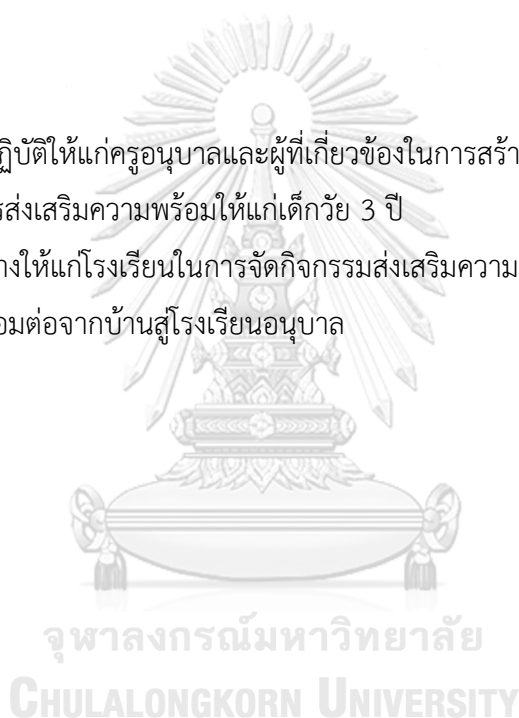 ฏิบัติให้แก่ครูอนุบาลและผู้ที่เกี่ยวข้องในการสร้า
รส่งเสริมความพร้อมให้แก่เด็กวัย 3 ปี
างให้แก่โรงเรียนในการจัดกิจกรรมส่งเสริมความ
อมต่อจากบ้านสู่โรงเรียนอนุบาล
จุฬาลงกรณ์มหาวิทยาลัย
CHULALONGKORN UNIVERSITY